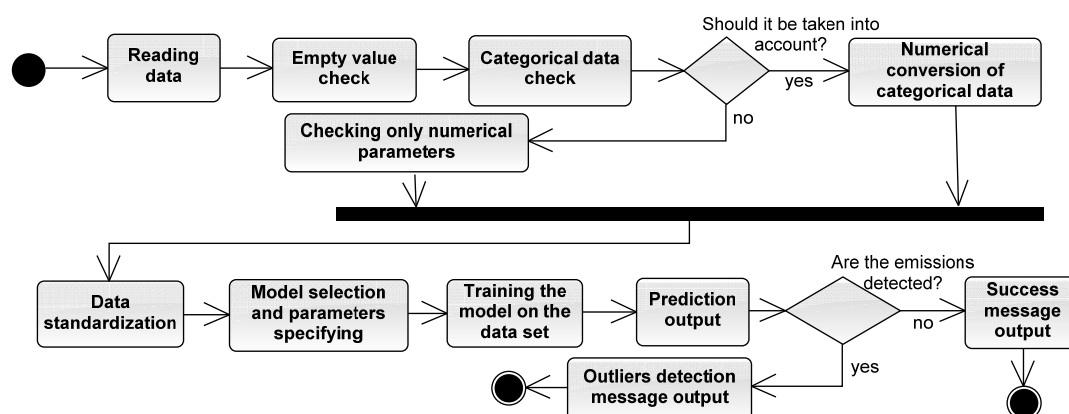 Reading
data
Empty value
check
Categorical data
check
Should it be taken into
account?
yes
no
Numerical
conversion of
categorical data
Checking only numerical
parameters
Data
standardization
Model selection
and parameters
specifying
Training the
model on the
data set
Prediction
output
Are the emissions
detected?
no
yes
Success
message
output
Outliers detection
message output